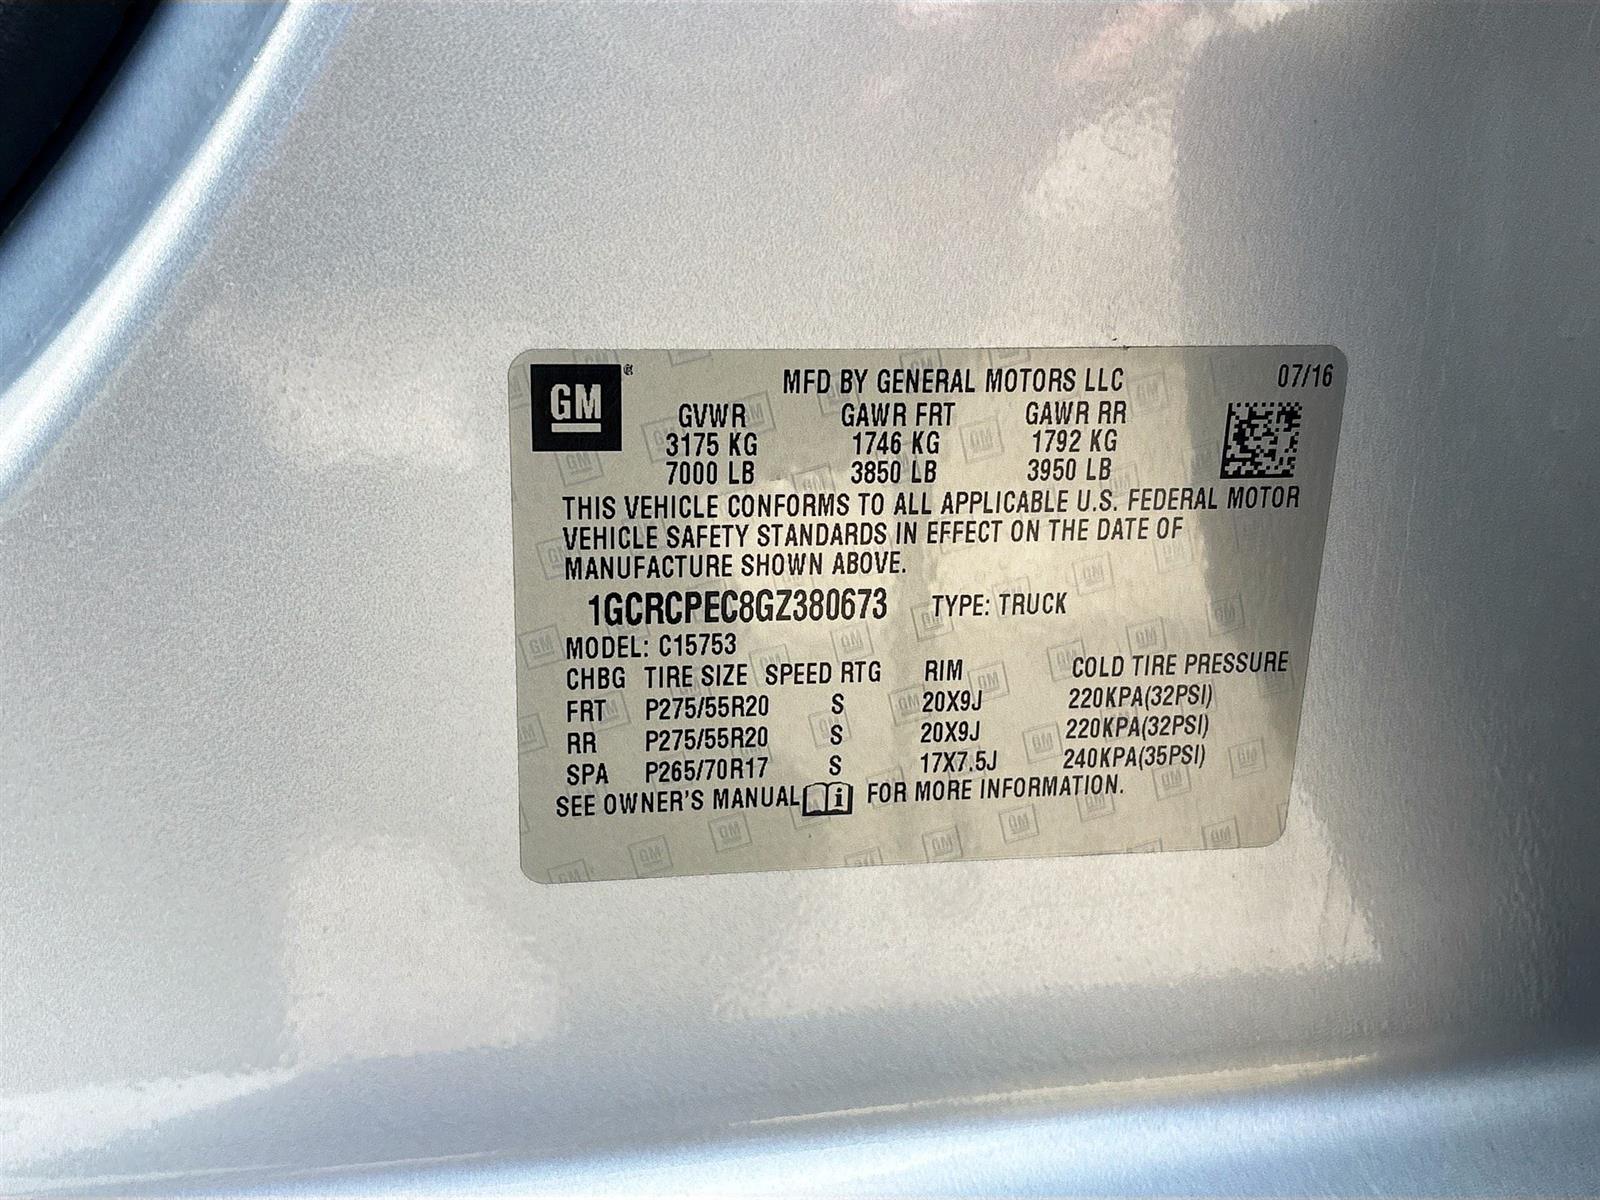 GM
MFD BY GENERAL MOTORS LLC 07/16
GVWR GAWR FRT GAWR RR
3175 KG 1746 KG 1792 KG
7000 LB 3850 LB 3950 LB
THIS VEHICLE CONFORMS TO ALL APPLICABLE U.S. FEDERAL MOTOR
VEHICLE SAFETY STANDARDS IN EFFECT ON THE DATE OF
MANUFACTURE SHOWN ABOVE.
1GCRCPEC8GZ380673 TYPE: TRUCK
MODEL: C15753
CHBG TIRE SIZE SPEED RTG RIM COLD TIRE PRESSURE
FRT P275/55R20 S 20X9J 220KPA(32PSI)
RR P275/55R20 S 20X9J 220KPA(32PSI)
SPA P265/70R17 S 17X7.5J 240KPA(35PSI)
SEE OWNER'S MANUAL i FOR MORE INFORMATION.